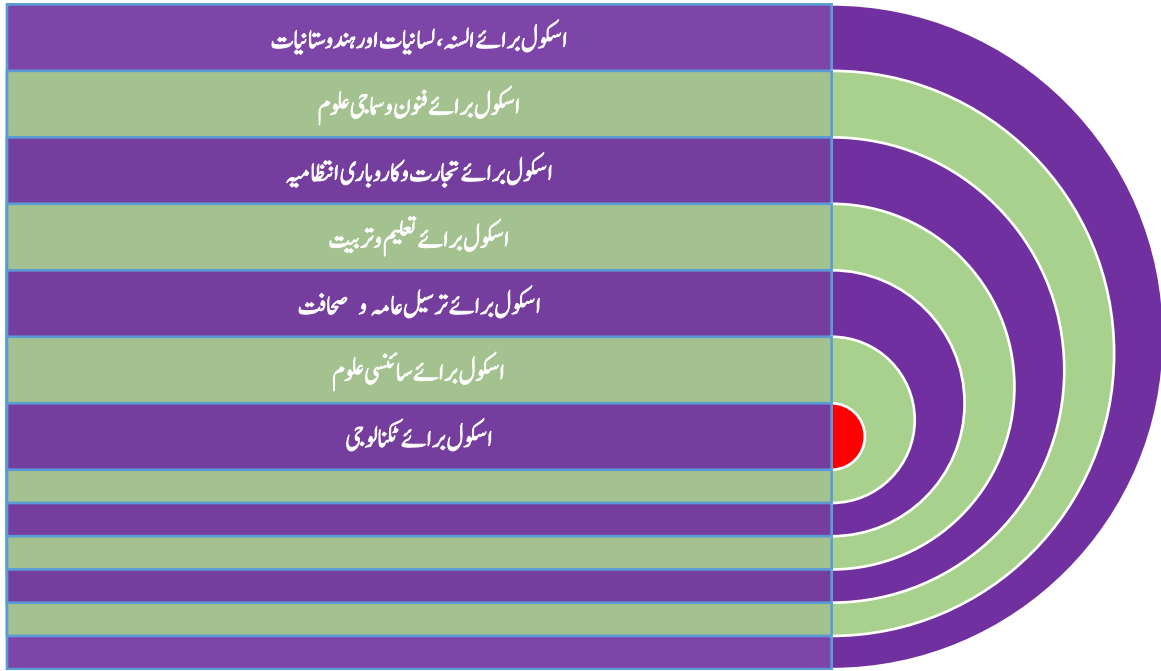 اسکول برائے السنہ، لسانیات اور ہندوستانیات
اسکول برائے فنون و سماجی علوم
اسکول برائے تجارت و کاروباری انتظامیہ
اسکول برائے تعلیم و تربیت
اسکول برائے ترسیل عامہ و صحافت
اسکول برائے سائنسی علوم
اسکول برائے ٹکنالوجی